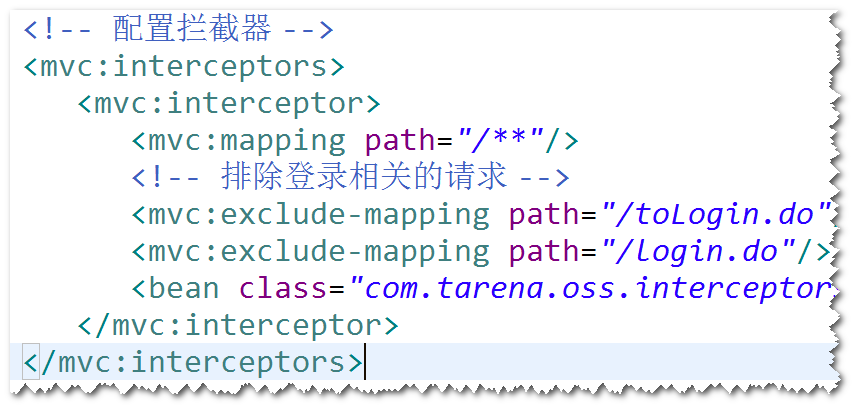 <!-- 配置拦截器 -->
<mvc:interceptors>
<mvc:interceptor>
<mvc:mapping path="/**"/>
<!-- 排除登录相关的请求 -->
<mvc:exclude-mapping path="/toLogin.do"
<mvc:exclude-mapping path="/login.do"/>
<bean class="com.tarena.oss.interceptor
</mvc:interceptor>
</mvc:interceptors>